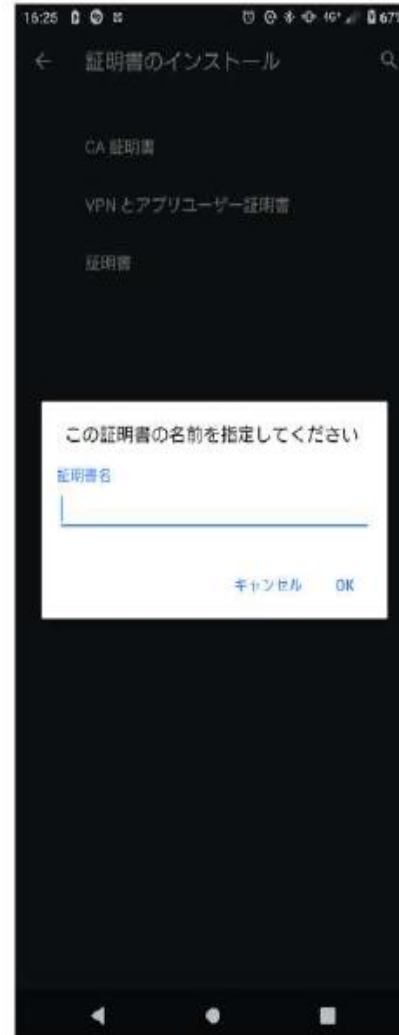 16:25 4G+ 67%
証明書のインストール
CA 証明書
VPN とアプリユーザー証明書
証明書
この証明書の名前を指定してください
証明書名
キャンセル OK